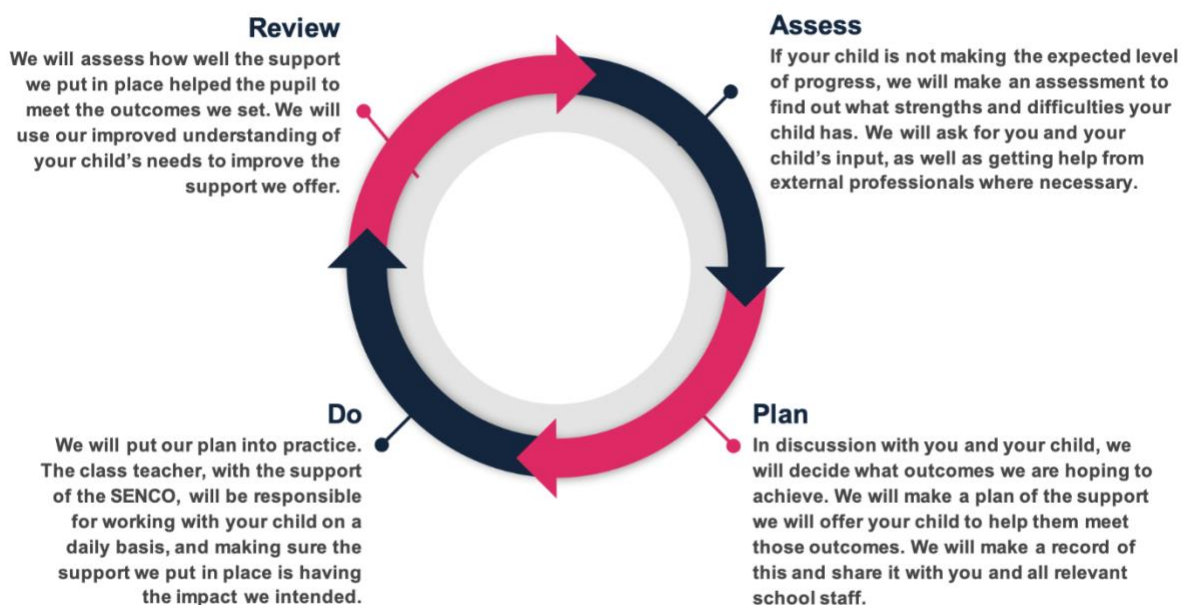 Assess
If your child is not making the expected level
of progress, we will make an assessment to
find out what strengths and difficulties your
child has. We will ask for you and your
child's input, as well as getting help from
external professionals where necessary.
Plan
In discussion with you and your child, we
will decide what outcomes we are hoping to
achieve. We will make a plan of the support
we will offer your child to help them meet
those outcomes. We will make a record of
this and share it with you and all relevant
school staff.
Do
We will put our plan into practice.
The class teacher, with the support
of the SENCO, will be responsible
for working with your child on a
daily basis, and making sure the
support we put in place is having
the impact we intended.
Review
We will assess how well the support
we put in place helped the pupil to
meet the outcomes we set. We will
use our improved understanding of
your child's needs to improve the
support we offer.